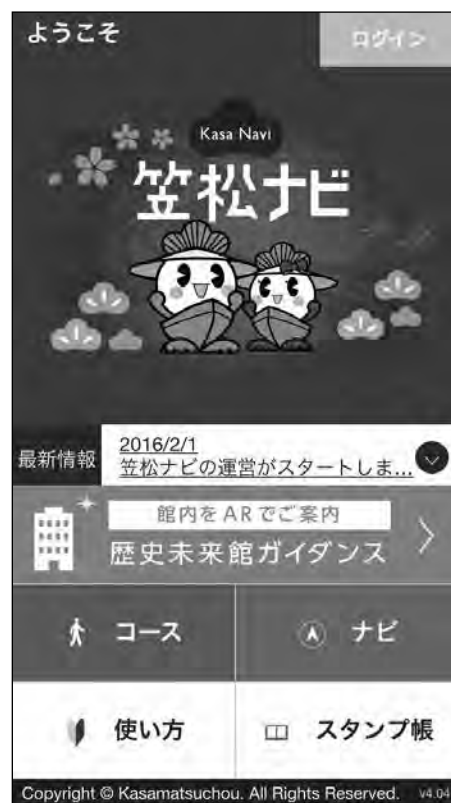 ようこそ
ログイン
Kasa Navi
笠松ナビ
最新情報
2016/2/1
笠松ナビの運営がスタートしま...
館内をARでご案内
歴史未来館ガイダンス
コース
ナビ
使い方
スタンプ帳
Copyright © Kasamatsuchou. All Rights Reserved.
v4.04